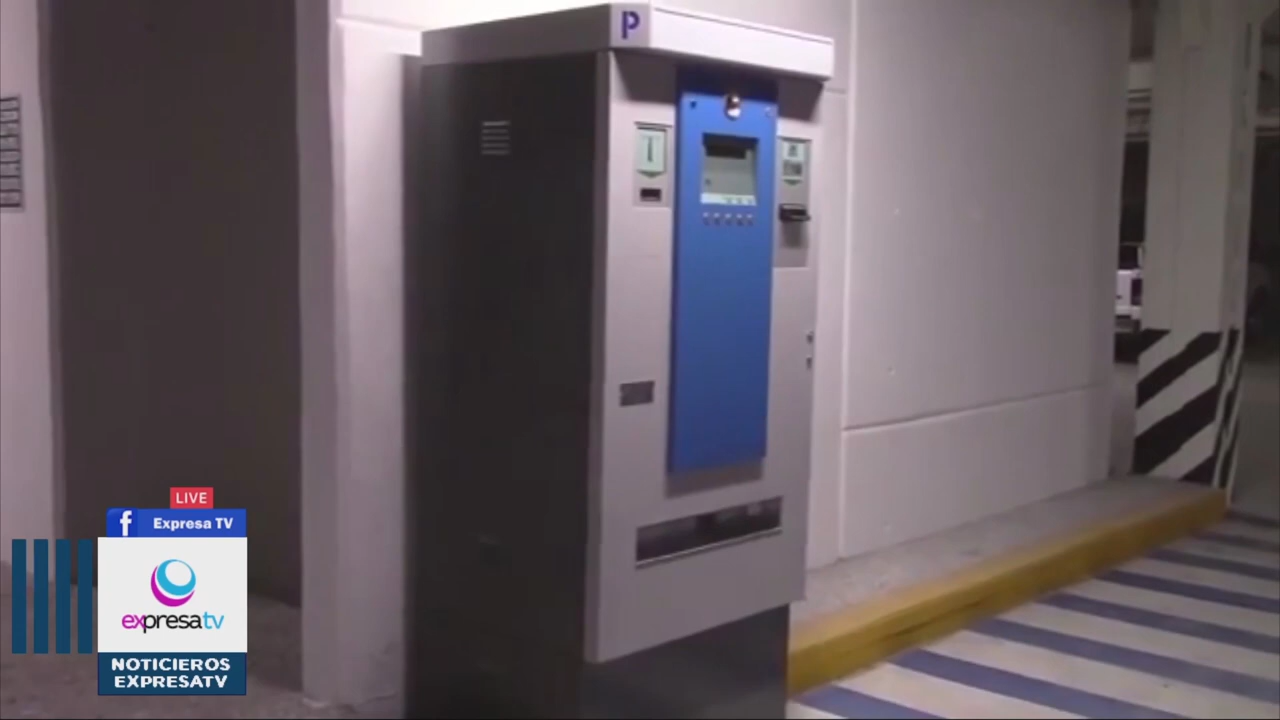 P
LIVE
f Expresa TV
expresatv
NOTICIEROS
EXPRESATV